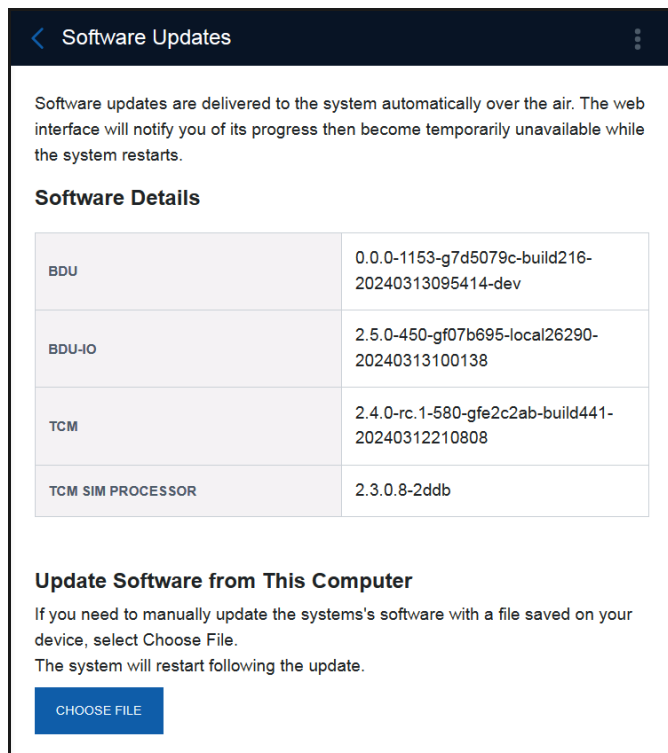 Software Updates
Software updates are delivered to the system automatically over the air. The web
interface will notify you of its progress then become temporarily unavailable while
the system restarts.
Software Details
BDU
0.0.0-1153-g7d5079c-build216-
20240313095414-dev
BDU-IO
2.5.0-450-gf07b695-local26290-
20240313100138
TCM
2.4.0-rc.1-580-gfe2c2ab-build441-
20240312210808
TCM SIM PROCESSOR
2.3.0.8-2ddb
Update Software from This Computer
If you need to manually update the systems's software with a file saved on your
device, select Choose File.
The system will restart following the update.
CHOOSE FILE